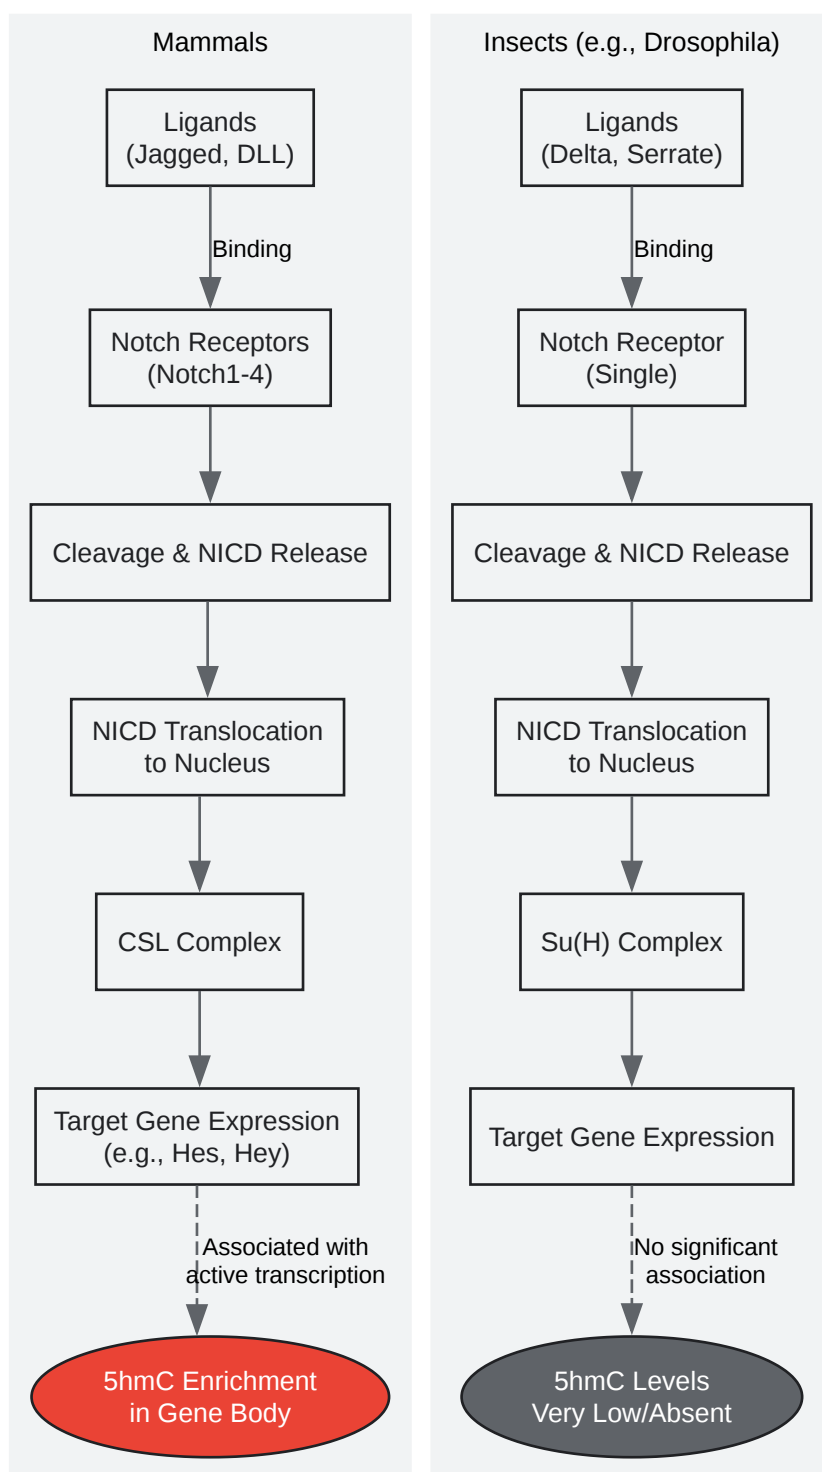 Mammals
Ligands
(Jagged, DLL)
Binding
Notch Receptors
(Notch1-4)
Cleavage & NICD Release
NICD Translocation
to Nucleus
CSL Complex
Target Gene Expression
(e.g., Hes, Hey)
Associated with
active transcription
5hmC Enrichment
in Gene Body
Insects (e.g., Drosophila)
Ligands
(Delta, Serrate)
Binding
Notch Receptor
(Single)
Cleavage & NICD Release
NICD Translocation
to Nucleus
Su(H) Complex
Target Gene Expression
No significant
association
5hmC Levels
Very Low/Absent